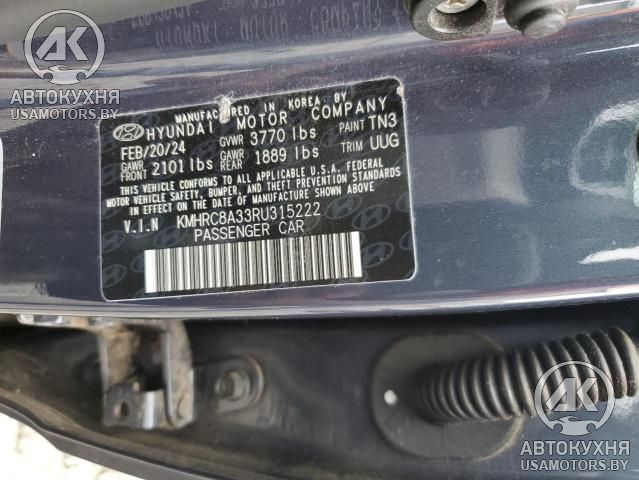 АВТОКУХНЯ
USAMOTORS.BY
АВТОКУХНЯ
USAMOTORS.BY
MANUFACTURED IN KOREA, BY
HYUNDAI MOTOR COMPANY
FEB/20/24 GVWR 3770 lbs PAINT TN3
GAWR FRONT 2101 lbs GAWR REAR 1889 lbs TRIM UUG
THIS VEHICLE CONFORMS TO ALL APPLICABLE U.S.A. FEDERAL
MOTOR VEHICLE SAFETY, BUMPER, AND THEFT PREVENTION STANDARDS
IN EFFECT ON THE DATE OF MANUFACTURE SHOWN ABOVE.
V.I.N KMHRC8A33RU315222
PASSENGER CAR
АВТОКУХНЯ
USAMOTORS.BY